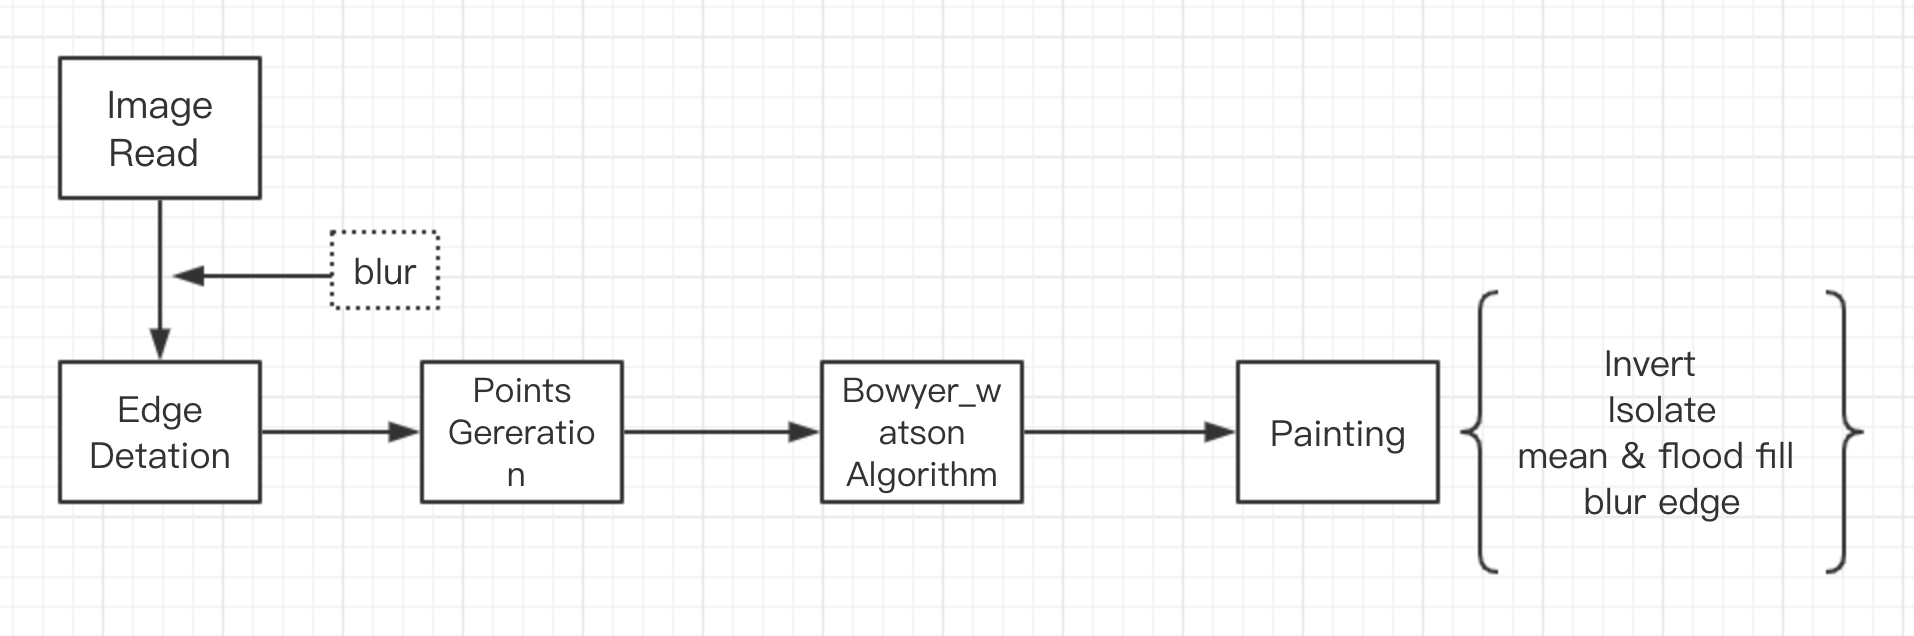 Image
Read
blur
Edge
Detation
Points
Gereratio
n
Bowyer_w
atson
Algorithm
Painting
Invert
Isolate
mean & flood fill
blur edge